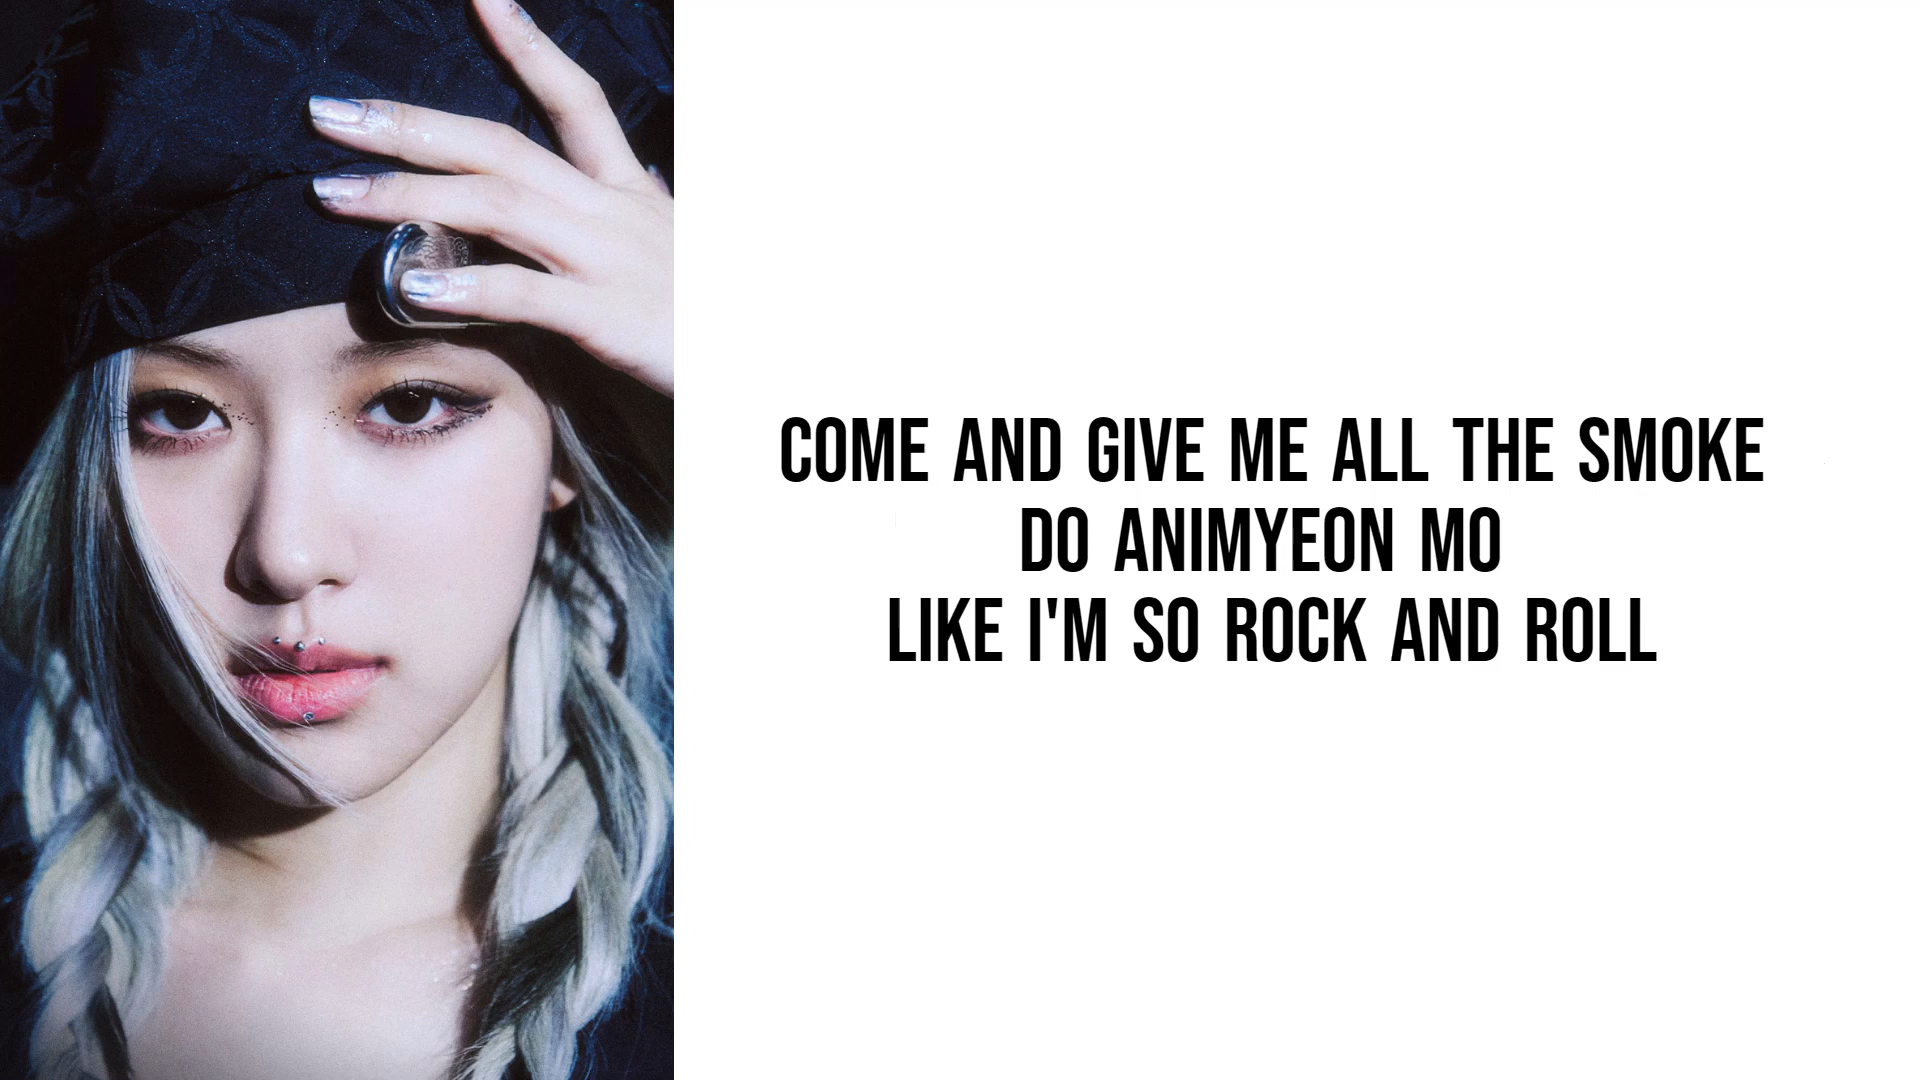 COME AND GIVE ME ALL THE SMOKE
DO ANIMYEON MO
LIKE I'M SO ROCK AND ROLL